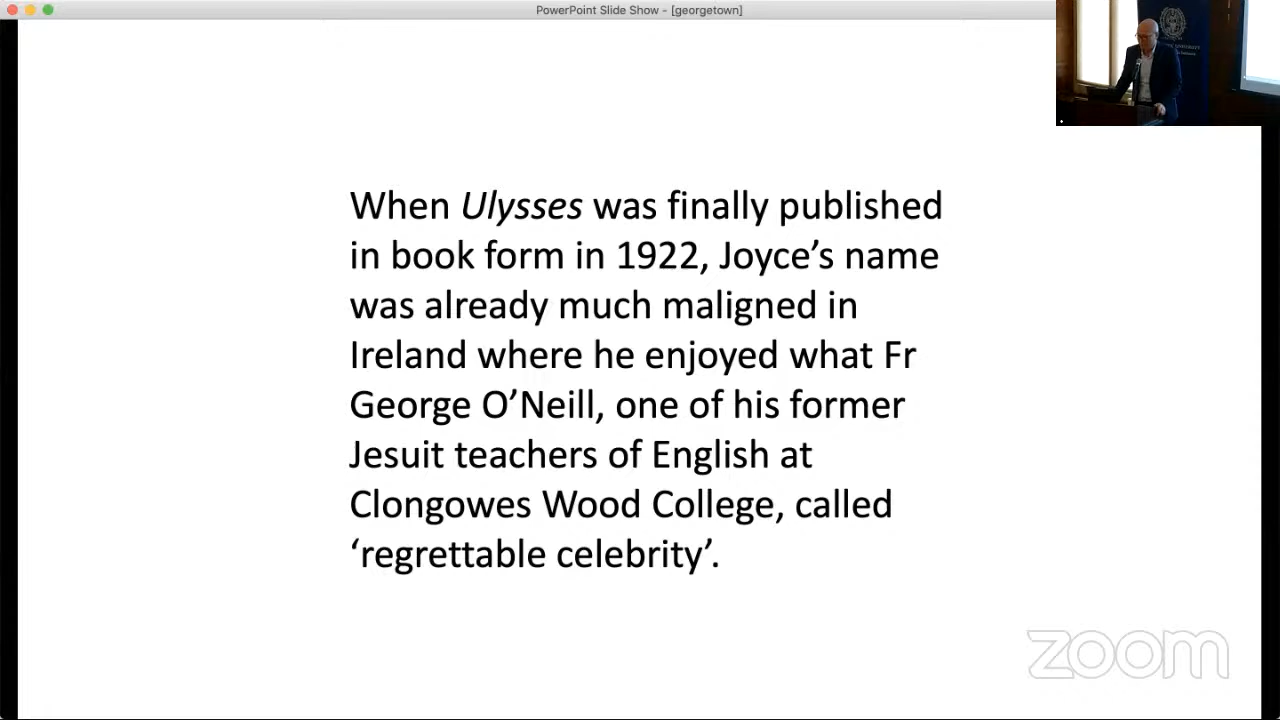 PowerPoint Slide Show - [georgetown]
When Ulysses was finally published
in book form in 1922, Joyce’s name
was already much maligned in
Ireland where he enjoyed what Fr
George O’Neill, one of his former
Jesuit teachers of English at
Clongowes Wood College, called
‘regrettable celebrity’.
zoom